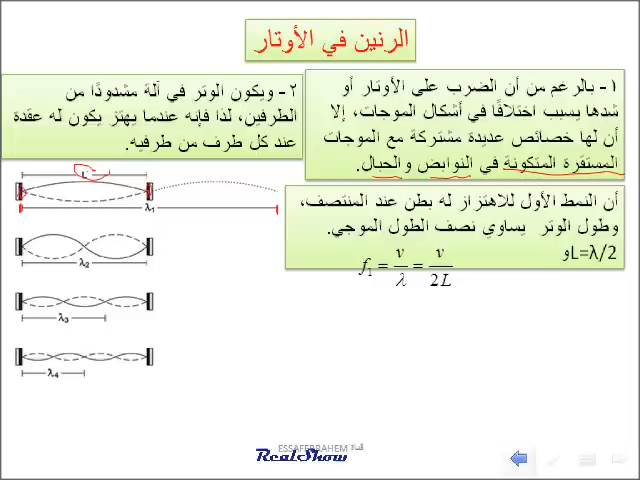 الرنين في الأوتار
١- بالرغم من أن الضرب على الأوتار أو
شدها يسبب اختلافًا في أشكال الموجات، إلا
أن لها خصائص عديدة مشتركة مع الموجات
المستقرة المتكونة في النوابض والحبال.
٢- ويكون الوتر في آلة مشدودًا من
الطرفين، لذا فإنه عندما يهتز يكون له عقدة
عند كل طرف من طرفيه.
أن النمط الأول للاهتزاز له بطن عند المنتصف،
وطول الوتر يساوي نصف الطول الموجي.
وL=λ/2
f₁ = v/λ = v/2L
L
λ₁
λ₂
λ₃
λ₄
قناة ESSAFEBRAHEM
RealShow